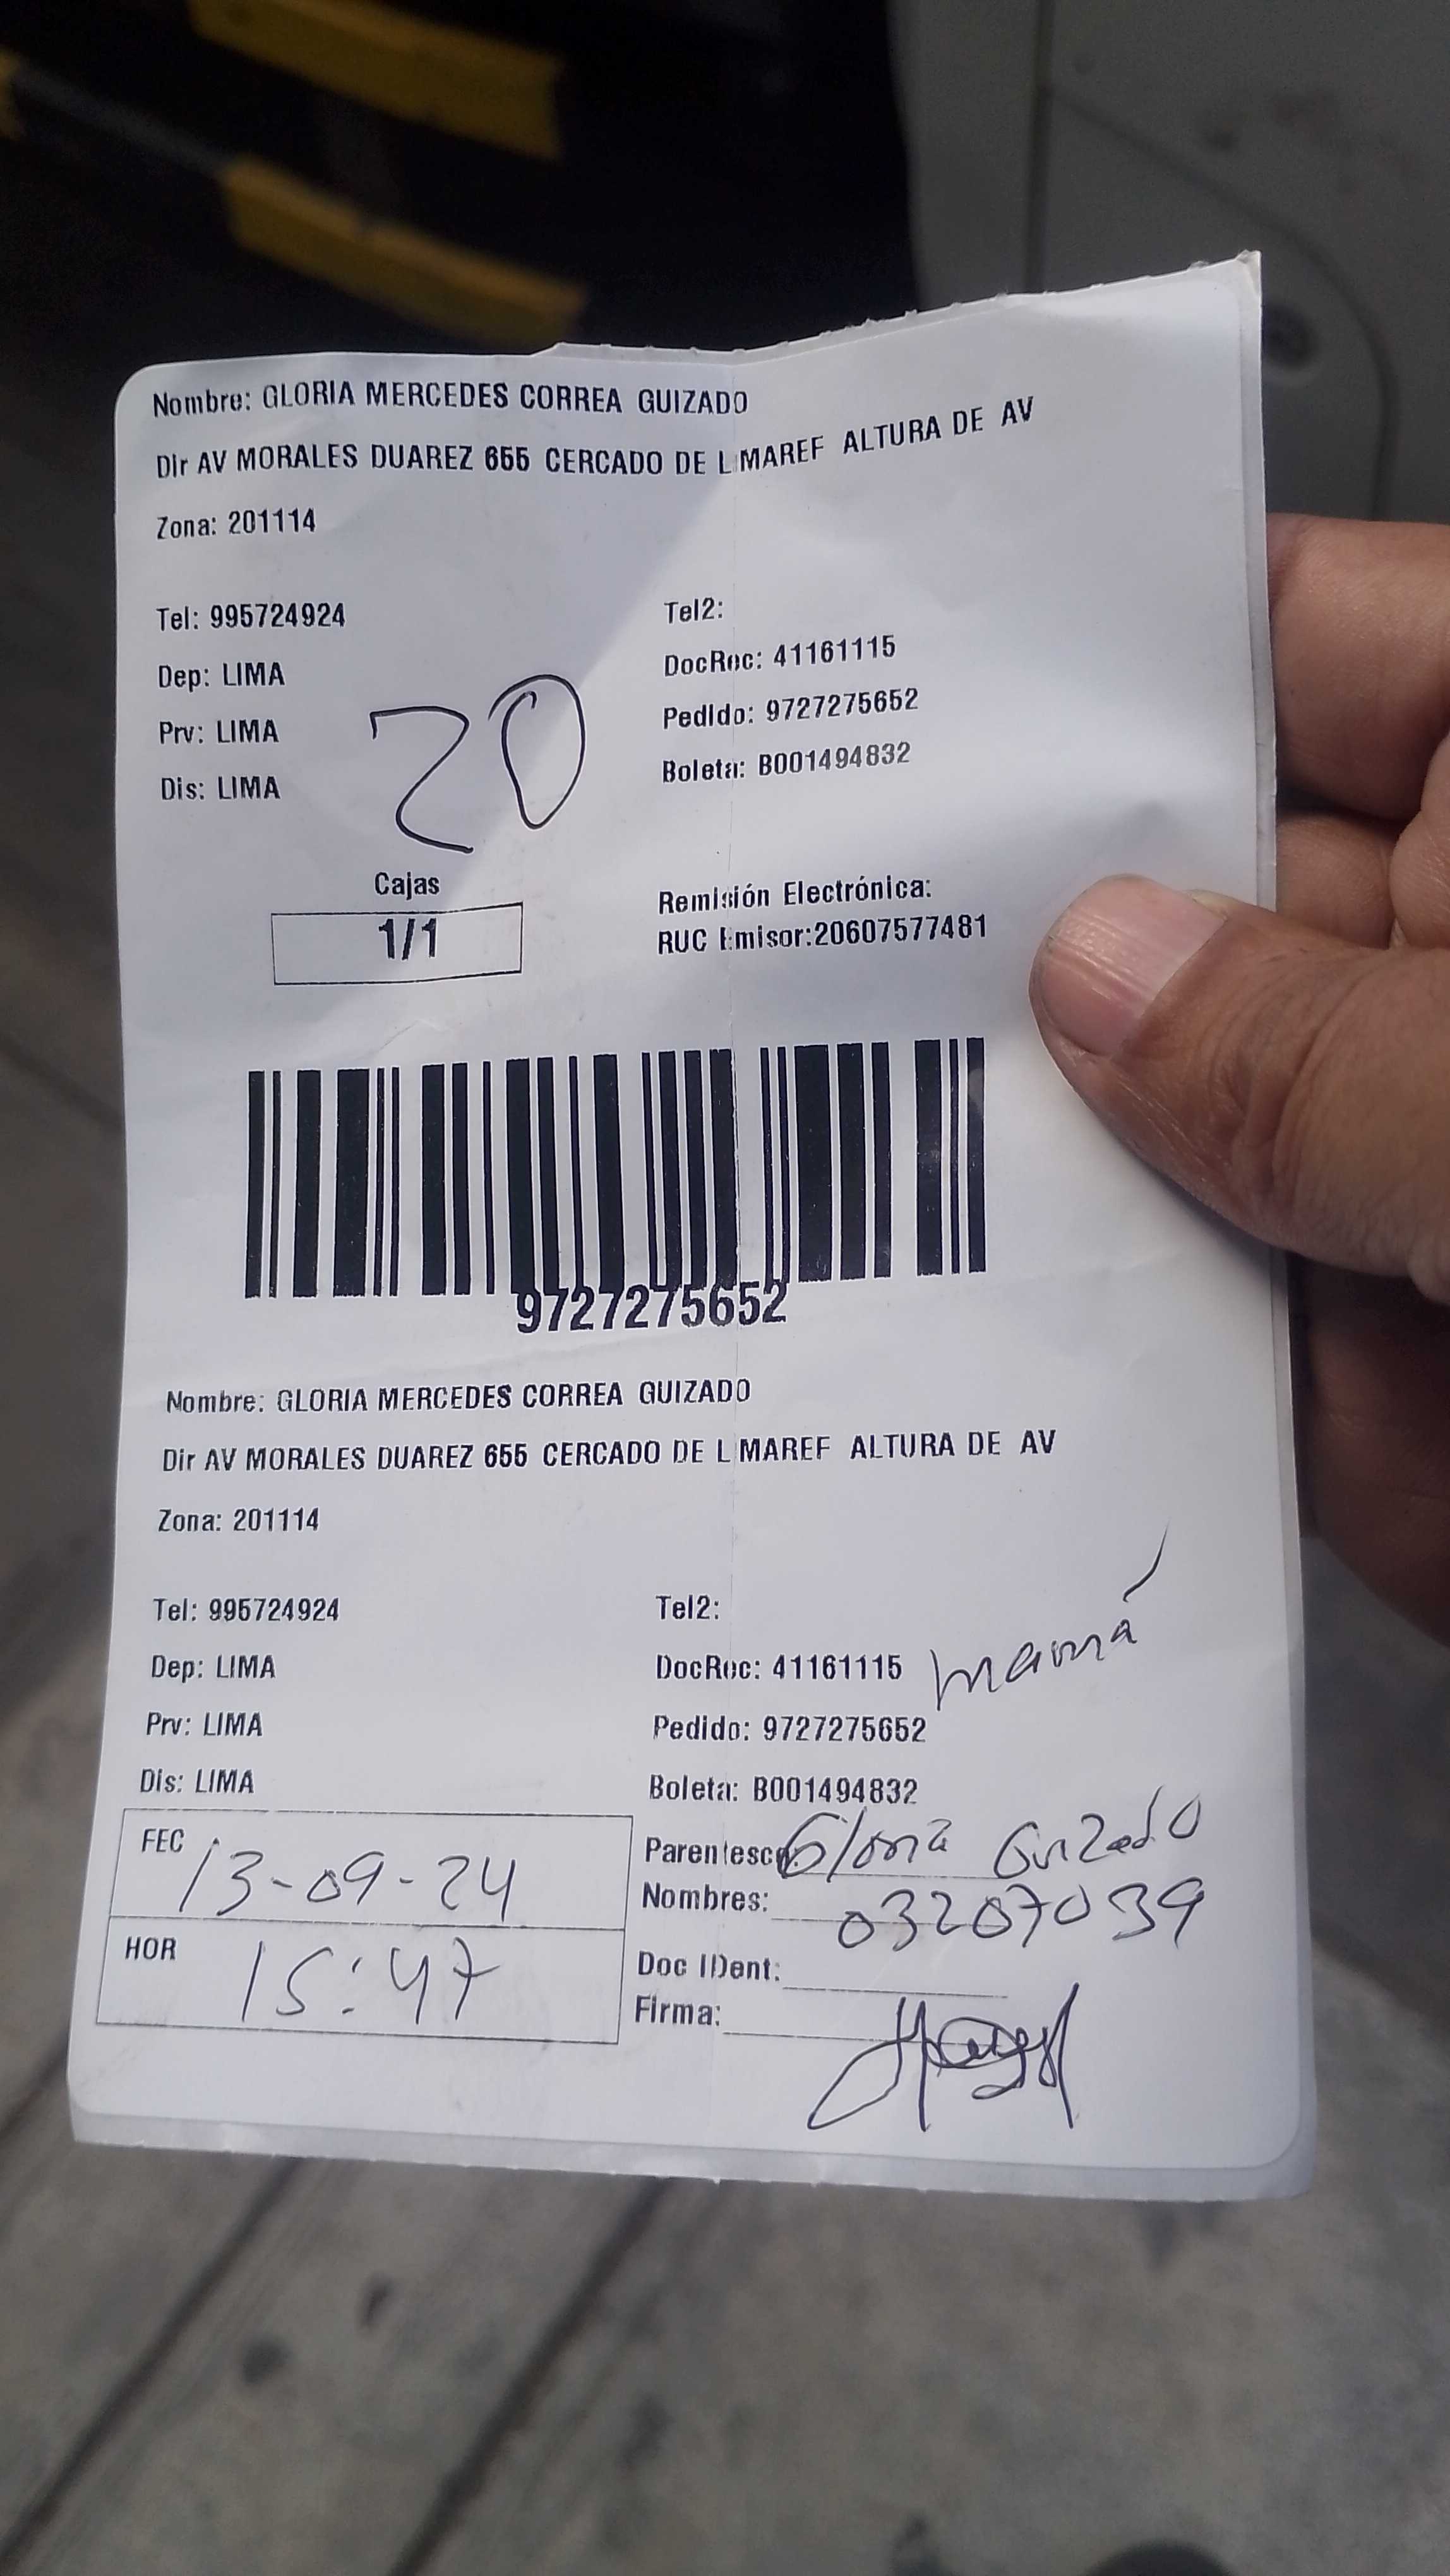 Nombre: GLORIA MERCEDES CORREA GUIZADO
Dir AV MORALES DUAREZ 655 CERCADO DE LIMAREF ALTURA DE AV
Zona: 201114
Tel: 995724924
Tel2:
Dep: LIMA
DocRec: 41161115
Prv: LIMA
Pedido: 9727275652
Dis: LIMA
Boleta: B001494832
20
Cajas
1/1
Remisión Electrónica:
RUC Emisor:20607577481
9727275652
Nombre: GLORIA MERCEDES CORREA GUIZADO
Dir AV MORALES DUAREZ 655 CERCADO DE LIMAREF ALTURA DE AV
Zona: 201114
Tel: 995724924
Tel2:
Dep: LIMA
DocRec: 41161115 mamá
Prv: LIMA
Pedido: 9727275652
Dis: LIMA
Boleta: B001494832
FEC 13-09-24
Parentesco: Gloria Guizado
Nombres: 03207039
HOR 15:47
Doc IDent:
Firma: